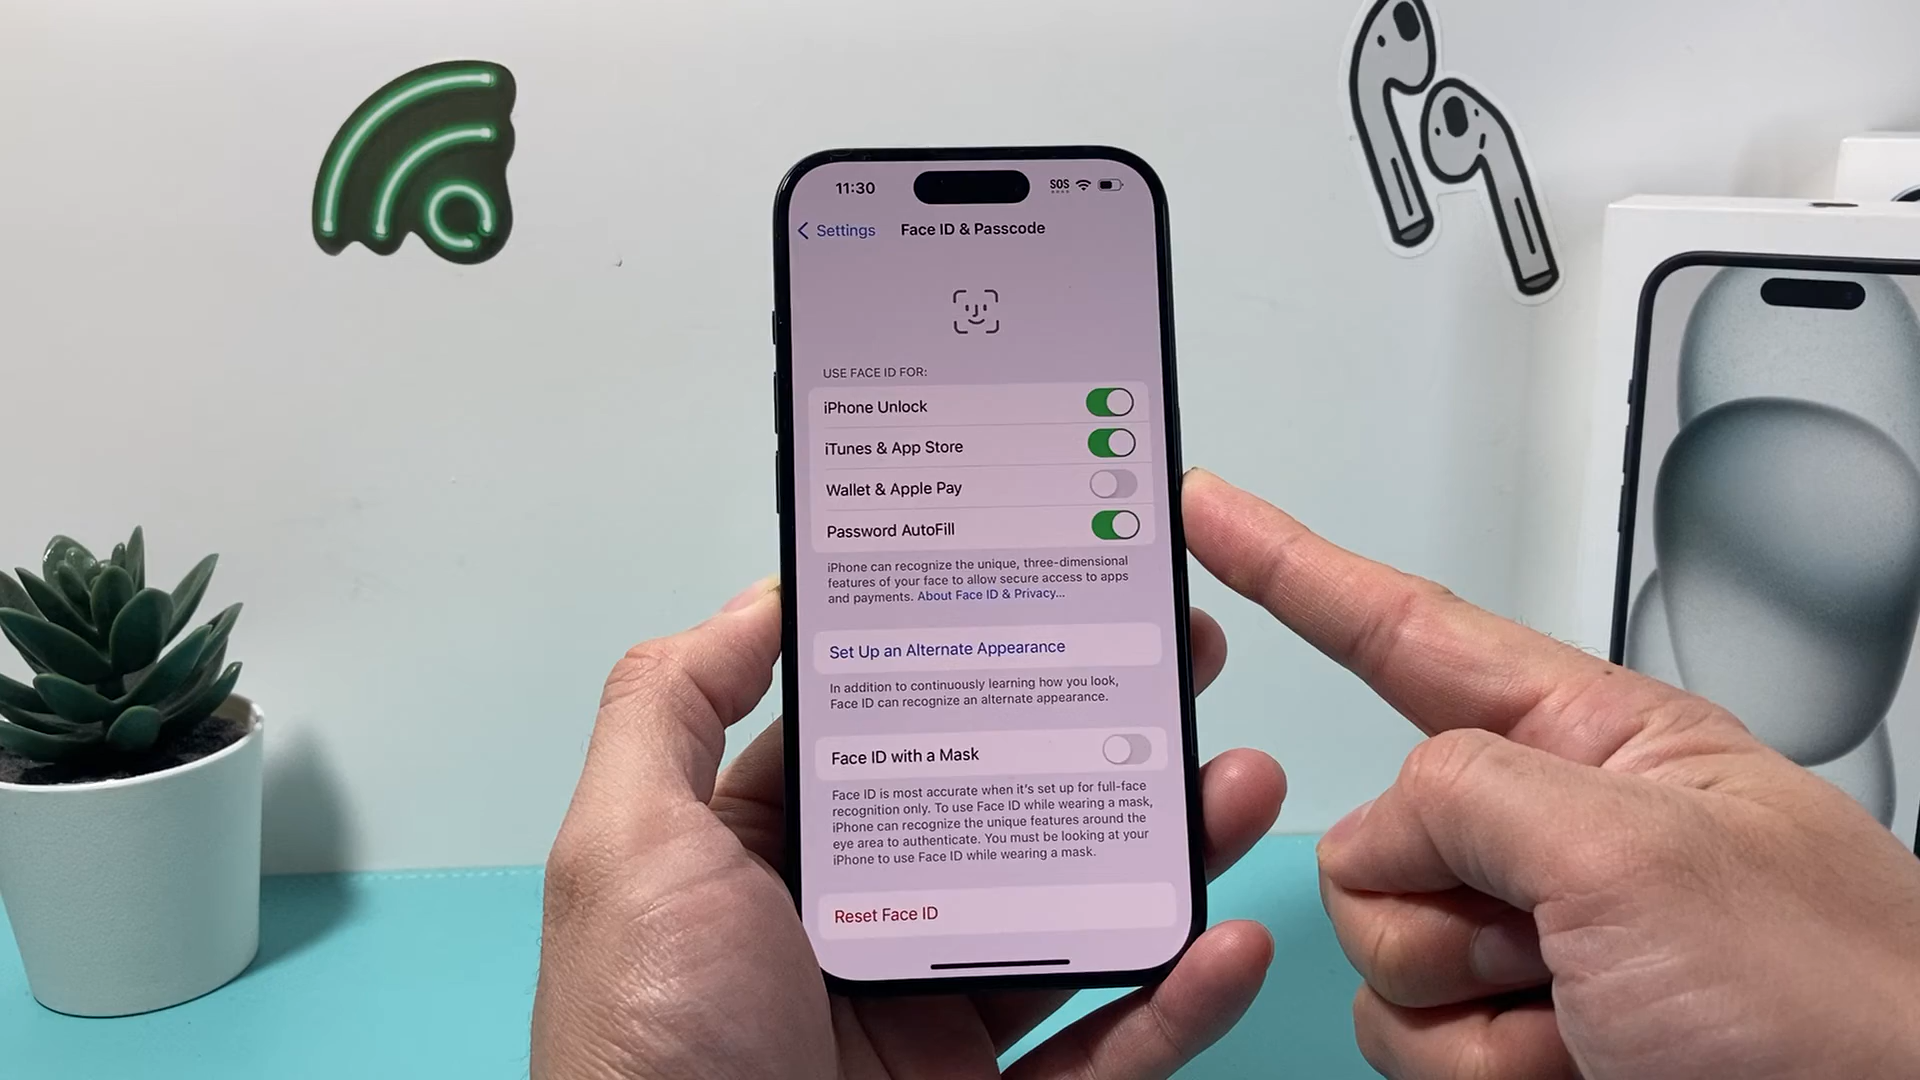 11:30 SOS
Settings Face ID & Passcode
USE FACE ID FOR:
iPhone Unlock
iTunes & App Store
Wallet & Apple Pay
Password AutoFill
iPhone can recognize the unique, three-dimensional
features of your face to allow secure access to apps
and payments. About Face ID & Privacy...
Set Up an Alternate Appearance
In addition to continuously learning how you look,
Face ID can recognize an alternate appearance.
Face ID with a Mask
Face ID is most accurate when it's set up for full-face
recognition only. To use Face ID while wearing a mask,
iPhone can recognize the unique features around the
eye area to authenticate. You must be looking at your
iPhone to use Face ID while wearing a mask.
Reset Face ID